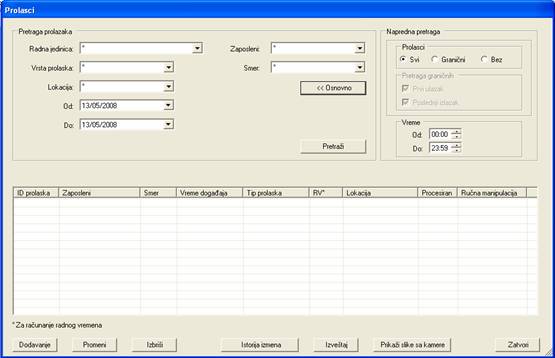 Prolasci
Pretraga prolazaka
Radna jedinica: *
Zaposleni: *
Vrsta prolaska: *
Smer: *
Lokacija: *
<< Osnovno
Od: 13/05/2008
Do: 13/05/2008
Pretraži
Napredna pretraga
Prolasci
Svi Granični Bez
Pretraga graničnih
Prvi ulazak
Poslednji izlazak
Vreme
Od: 00:00
Do: 23:59
ID prolaska Zaposleni Smer Vreme događaja Tip prolaska RV* Lokacija Procesiran Ručna manipulacija
*Za računanje radnog vremena
Dodavanje Promeni Izbriši Istorija izmena Izveštaj Prikaži slike sa kamere Zatvori